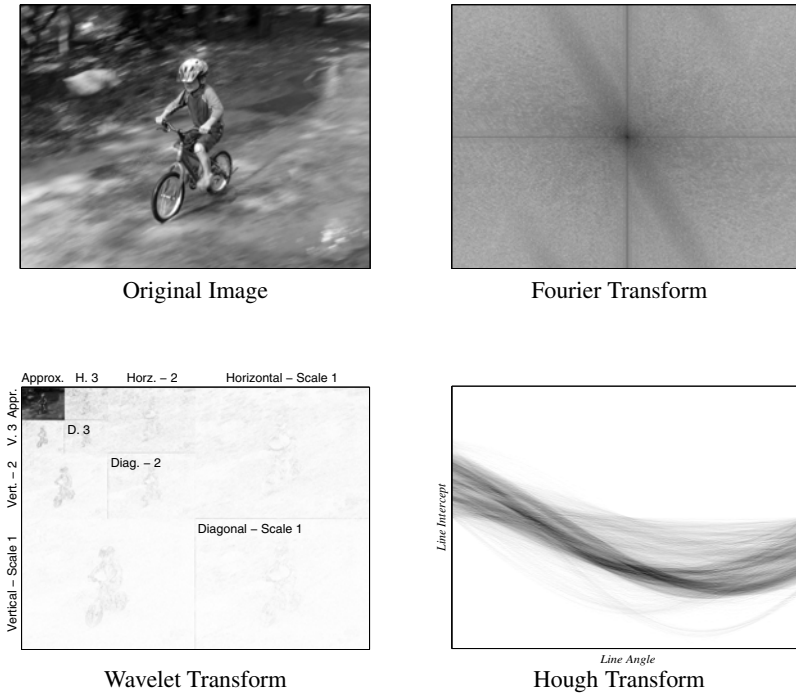 Original Image
Fourier Transform
Approx. H. 3 Horz. – 2 Horizontal – Scale 1
V. 3 Appr.
D. 3
Vert. – 2
Diag. – 2
Vertical – Scale 1
Diagonal – Scale 1
Wavelet Transform
Line Intercept
Line Angle
Hough Transform